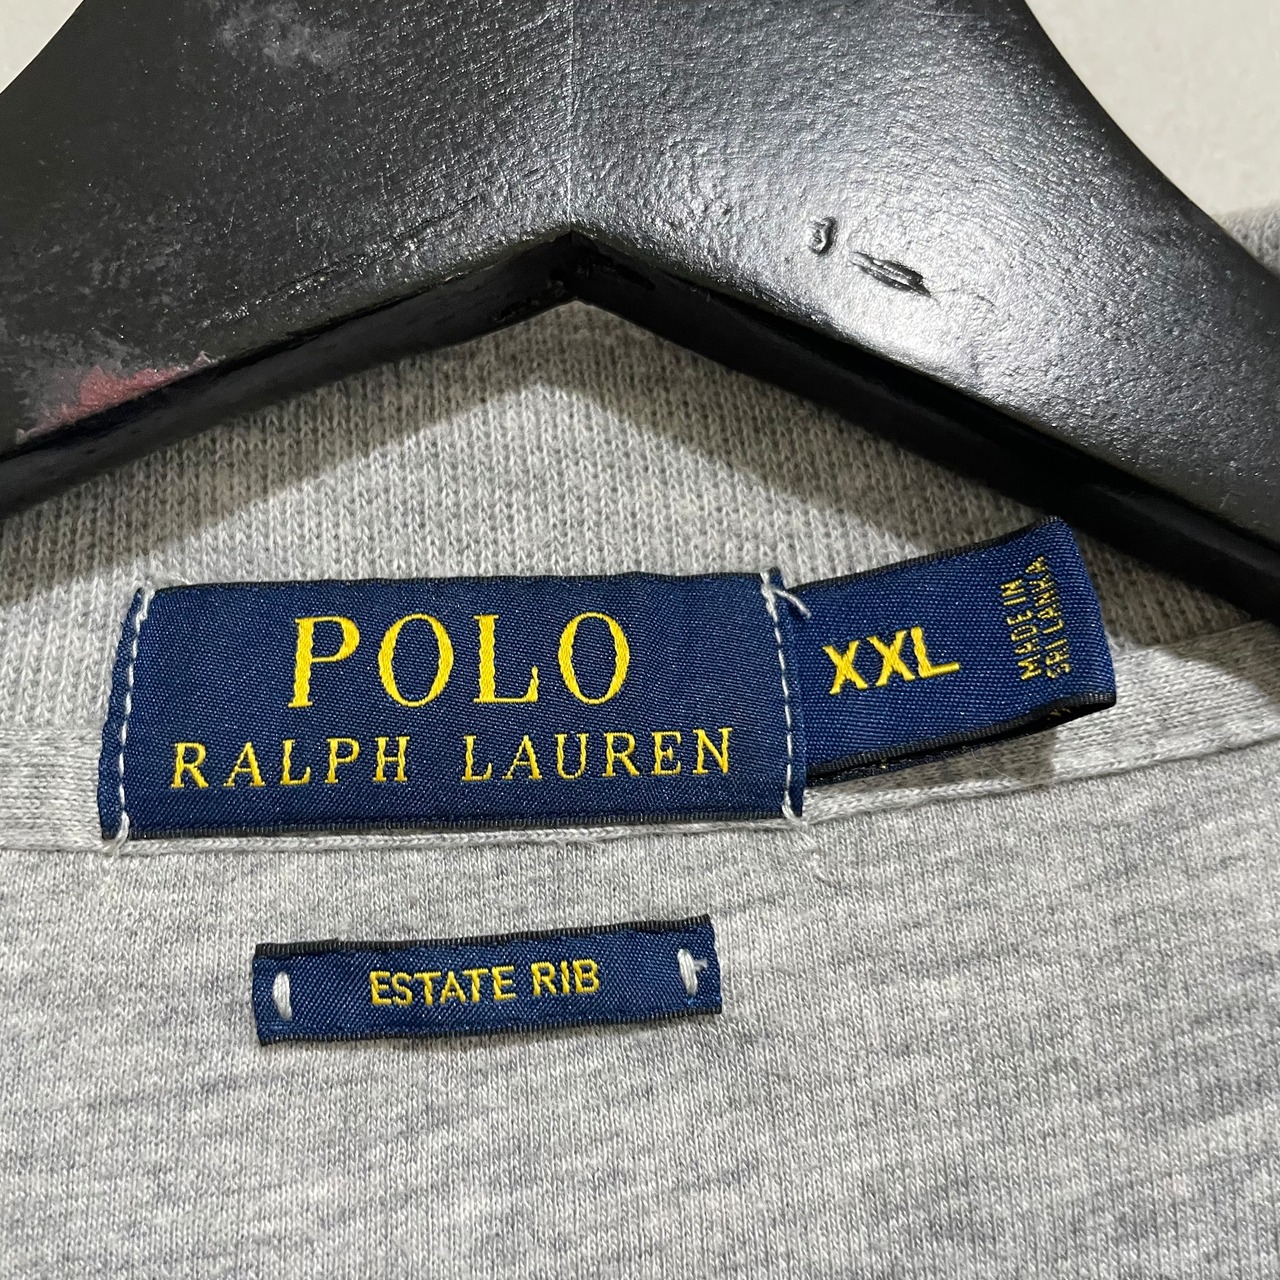 POLO
RALPH LAUREN
XXL
MADE IN
SRI LANKA
ESTATE RIB